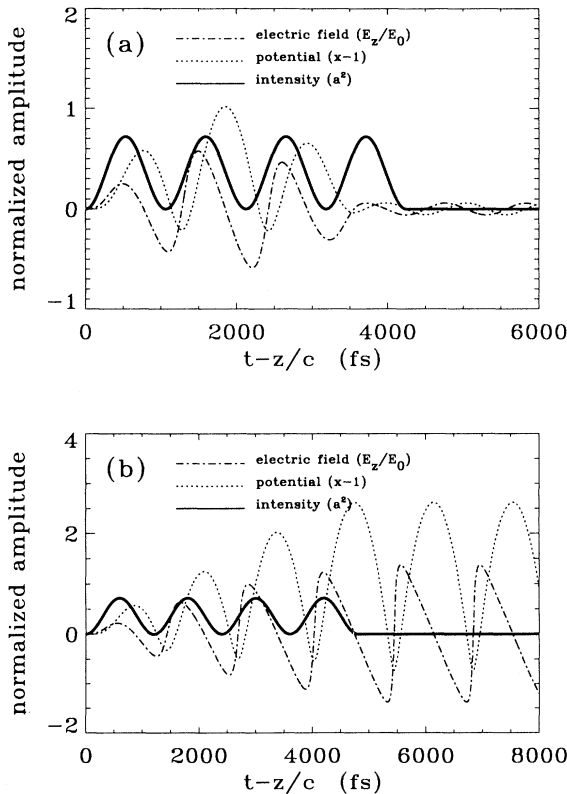 2
(a)
electric field (E_z/E_0)
potential (x−1)
intensity (a²)
1
0
−1
normalized amplitude
0 2000 4000 6000
t−z/c (fs)
4
(b)
electric field (E_z/E_0)
potential (x−1)
intensity (a²)
2
0
−2
normalized amplitude
0 2000 4000 6000 8000
t−z/c (fs)